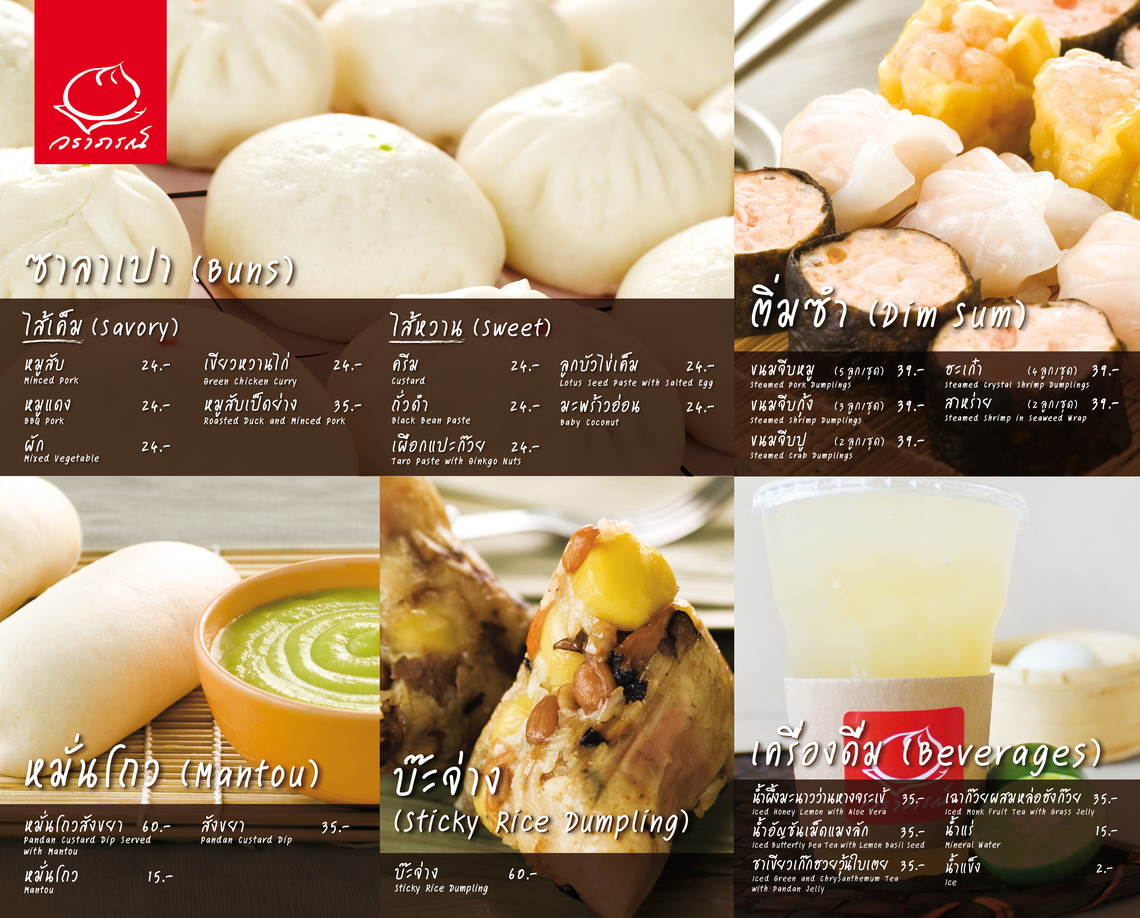 วราภรณ์
ซาลาเปา (Buns)
ไส้เค็ม (Savory)
หมูสับ 24.-
Minced Pork
หมูแดง 24.-
BBQ Pork
ผัก 24.-
Mixed Vegetable
เขียวหวานไก่ 24.-
Green Chicken Curry
หมูสับเป็ดย่าง 35.-
Roasted Duck and Minced Pork
ไส้หวาน (Sweet)
ครีม 24.-
Custard
ถั่วดำ 24.-
Black Bean Paste
เผือกแปะก๊วย 24.-
Taro Paste with Ginkgo Nuts
ลูกบัวไข่เค็ม 24.-
Lotus Seed Paste with Salted Egg
มะพร้าวอ่อน 24.-
Baby Coconut
ติ่มซำ (Dim Sum)
ขนมจีบหมู (5 ลูก/ชุด) 39.-
Steamed Pork Dumplings
ขนมจีบกุ้ง (3 ลูก/ชุด) 39.-
Steamed Shrimp Dumplings
ขนมจีบปู (2 ลูก/ชุด) 39.-
Steamed Crab Dumplings
ฮะเก๋า (4 ลูก/ชุด) 39.-
Steamed Crystal Shrimp Dumplings
สาหร่าย (2 ลูก/ชุด) 39.-
Steamed Shrimp in Seaweed Wrap
หมั่นโถว (Mantou)
หมั่นโถวสังขยา 60.-
Pandan Custard Dip Served
with Mantou
หมั่นโถว 15.-
Mantou
สังขยา 35.-
Pandan Custard Dip
บ๊ะจ่าง
(Sticky Rice Dumpling)
บ๊ะจ่าง 60.-
Sticky Rice Dumpling
เครื่องดื่ม (Beverages)
น้ำผึ้งมะนาวว่านหางจระเข้ 35.-
Iced Honey Lemon with Aloe Vera
น้ำอัญชันเม็ดแมงลัก 35.-
Iced Butterfly Pea Tea with Lemon Basil Seed
ชาเขียวเก๊กฮวยวุ้นใบเตย 35.-
Iced Green and Chrysanthemum Tea
with Pandan Jelly
เฉาก๊วยผสมหล่อฮังก๊วย 35.-
Iced Monk Fruit Tea with Grass Jelly
น้ำแร่ 15.-
Mineral Water
น้ำแข็ง 2.-
Ice